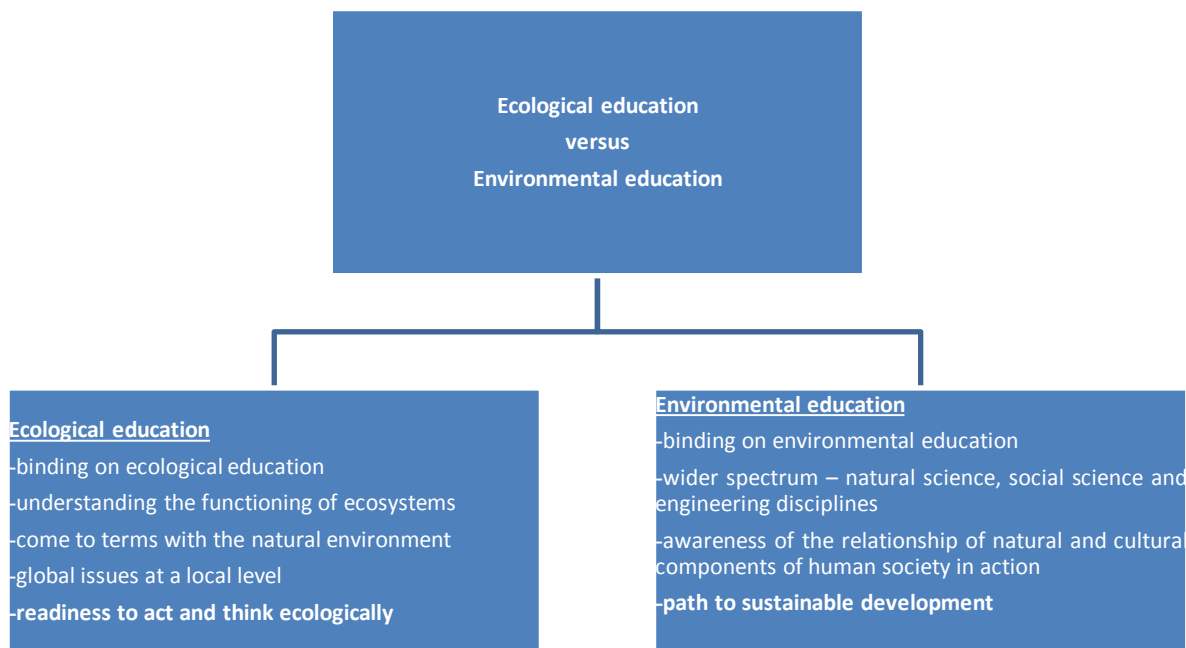 Ecological education
versus
Environmental education
Ecological education
-binding on ecological education
-understanding the functioning of ecosystems
-come to terms with the natural environment
-global issues at a local level
-readiness to act and think ecologically
Environmental education
-binding on environmental education
-wider spectrum – natural science, social science and
engineering disciplines
-awareness of the relationship of natural and cultural
components of human society in action
-path to sustainable development